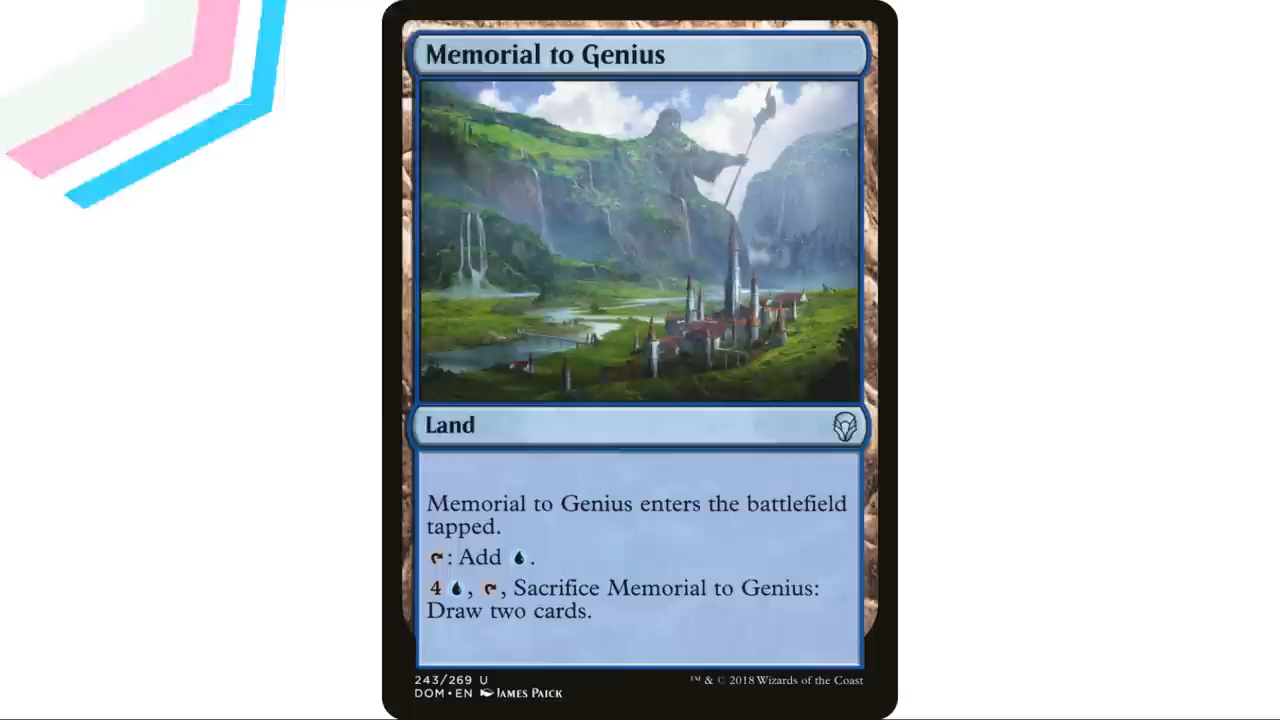 Memorial to Genius
Land
Memorial to Genius enters the battlefield
tapped.
: Add .
4 , , Sacrifice Memorial to Genius:
Draw two cards.
243/269 U
DOM • EN JAMES PAICK
™ & © 2018 Wizards of the Coast